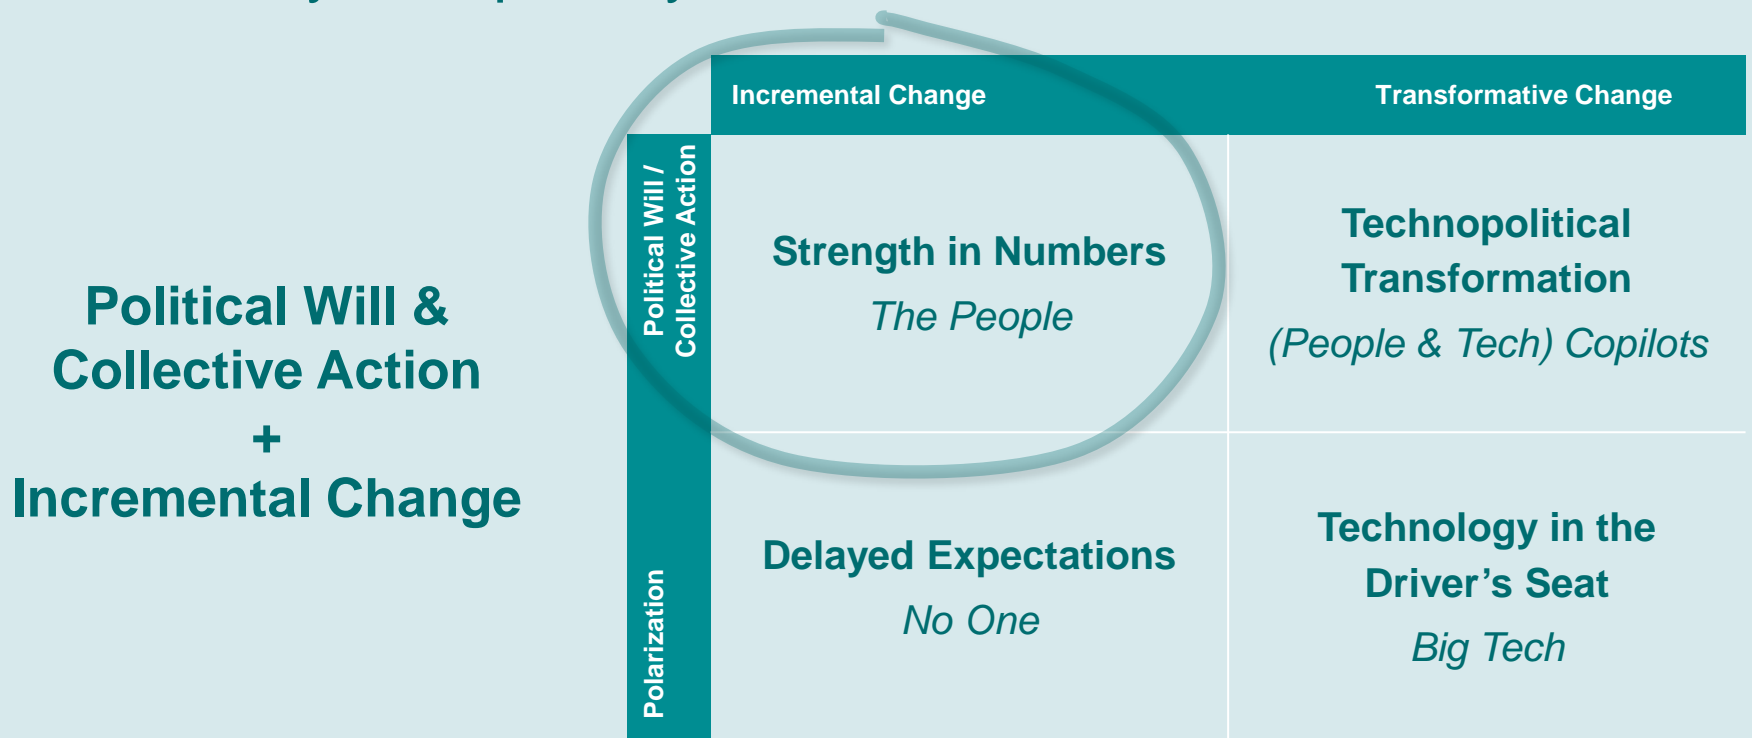 Incremental Change
Transformative Change
Political Will /
Collective Action
Strength in Numbers
The People
Technopolitical
Transformation
(People & Tech) Copilots
Political Will &
Collective Action
+
Incremental Change
Polarization
Delayed Expectations
No One
Technology in the
Driver’s Seat
Big Tech